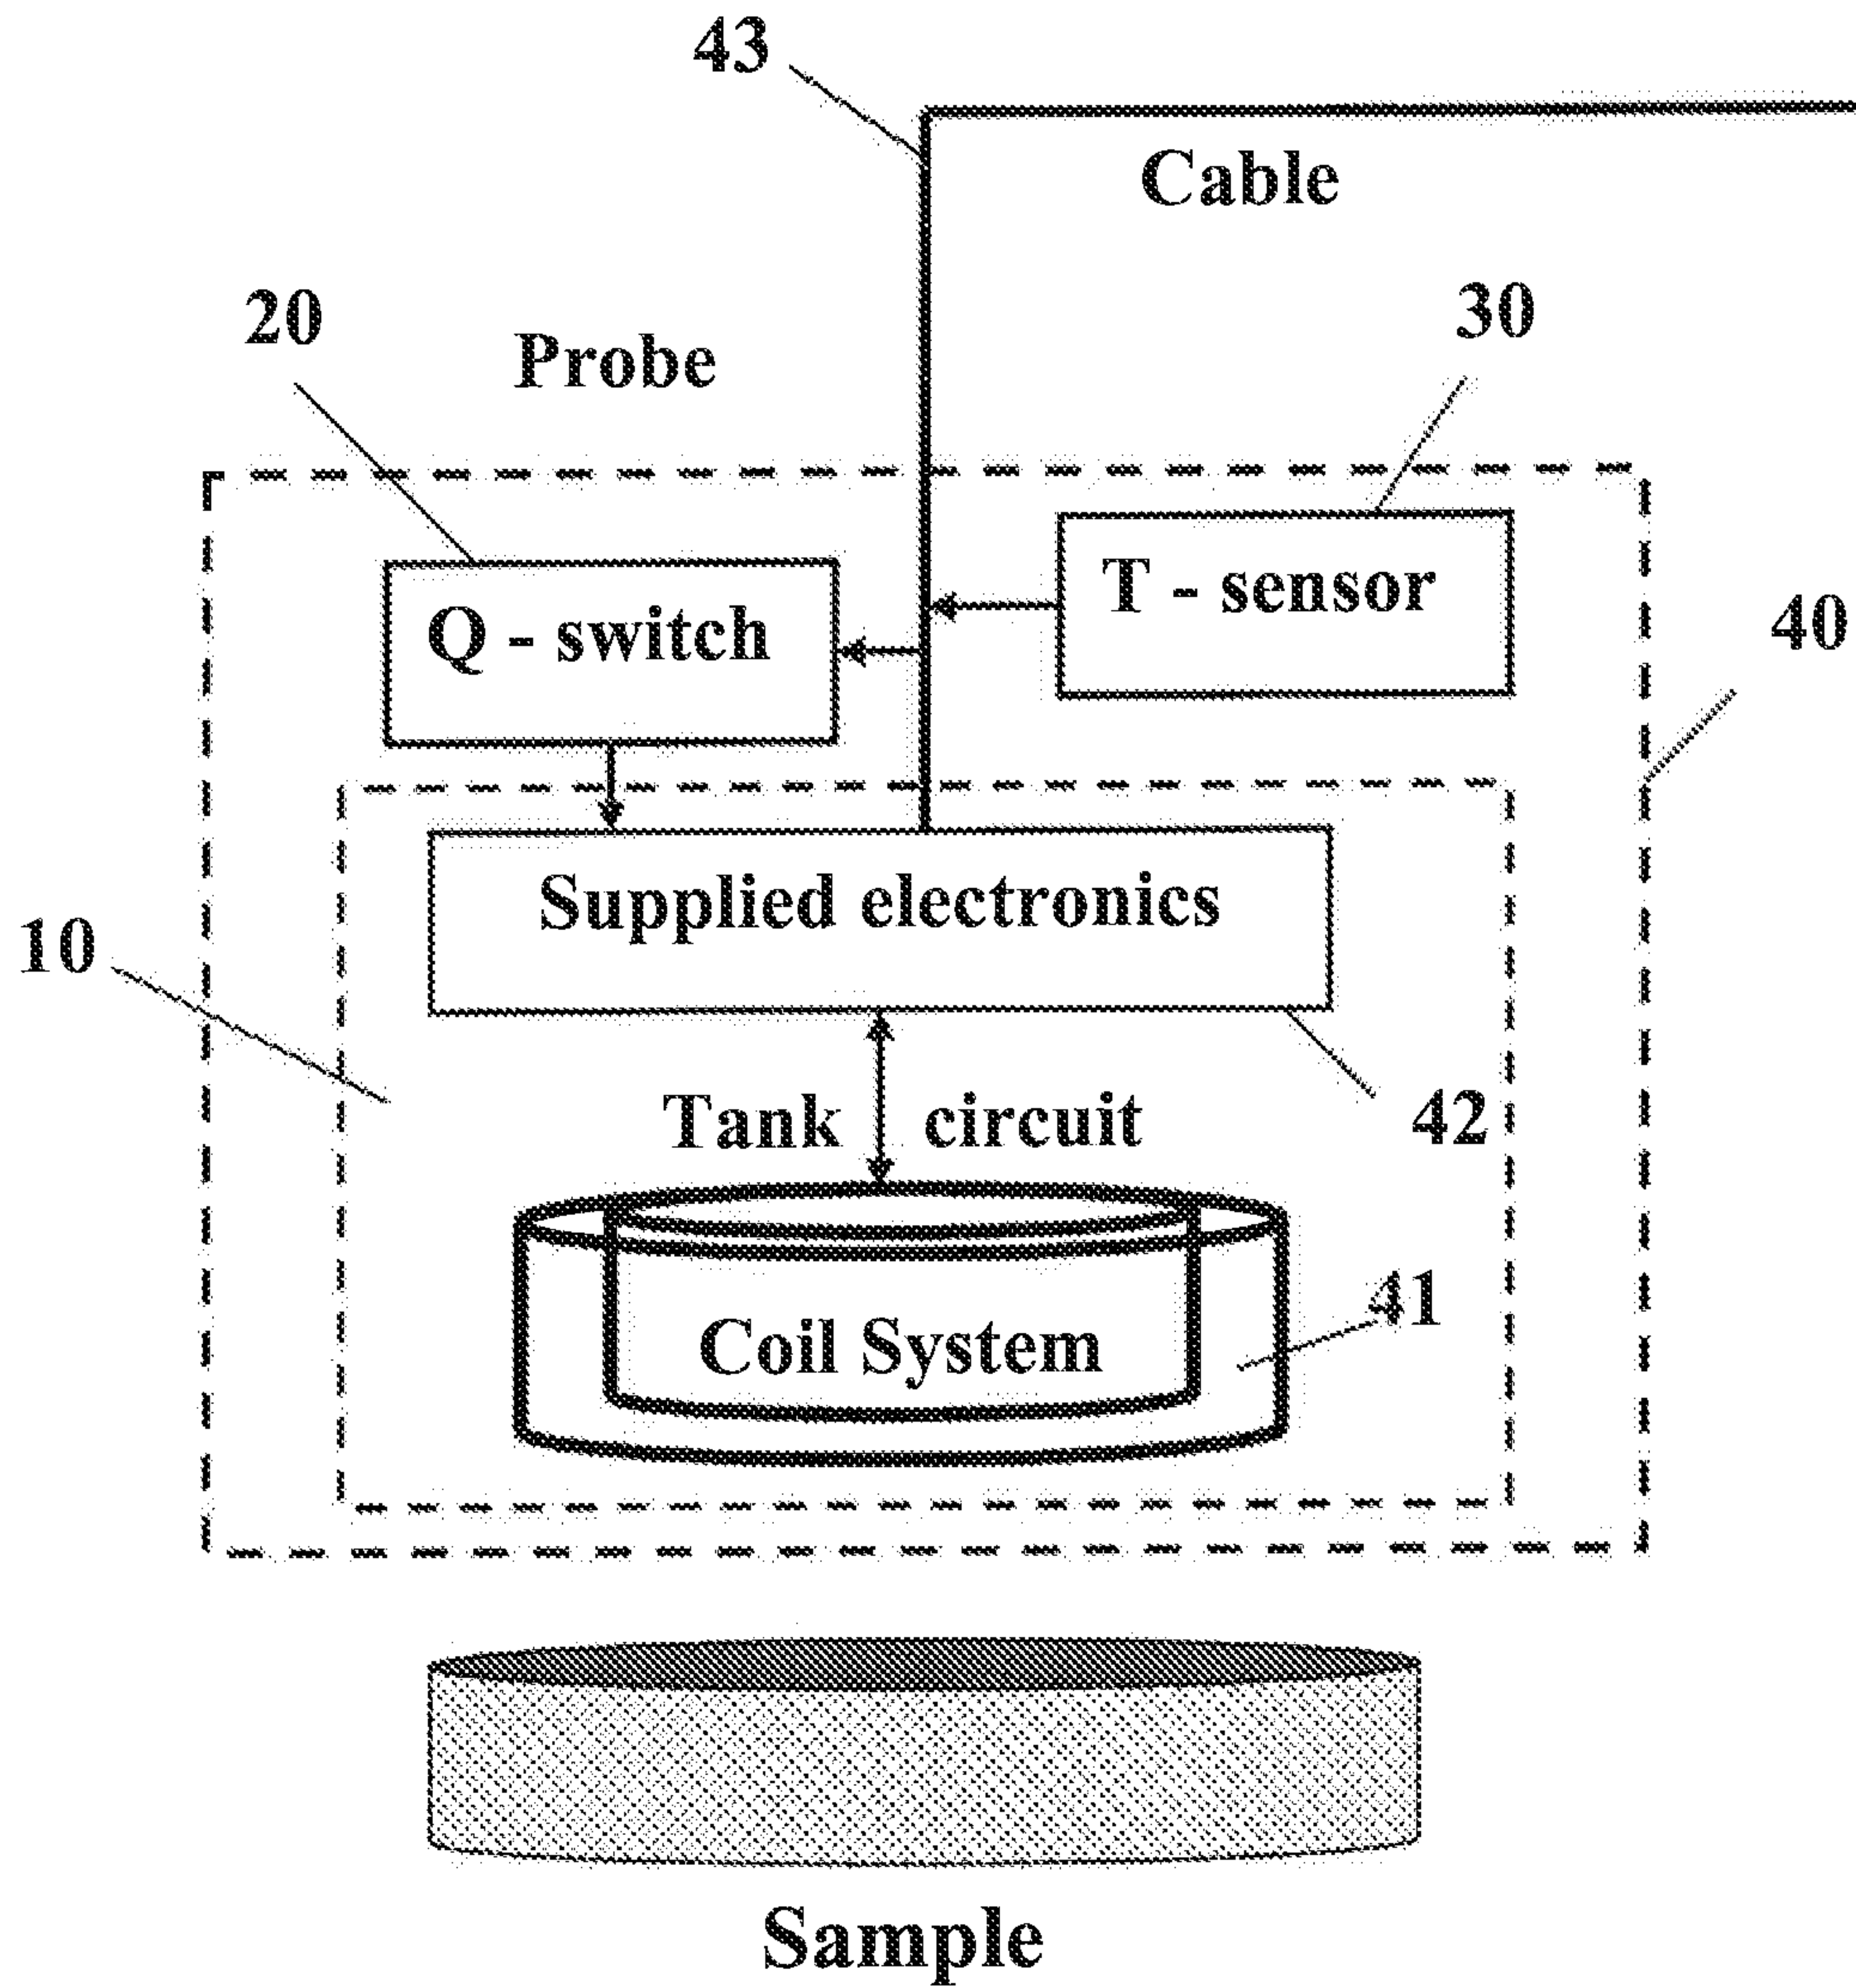 43
Cable
20
Probe
30
T - sensor
Q - switch
40
Supplied electronics
10
Tank circuit
42
41
Coil System
Sample